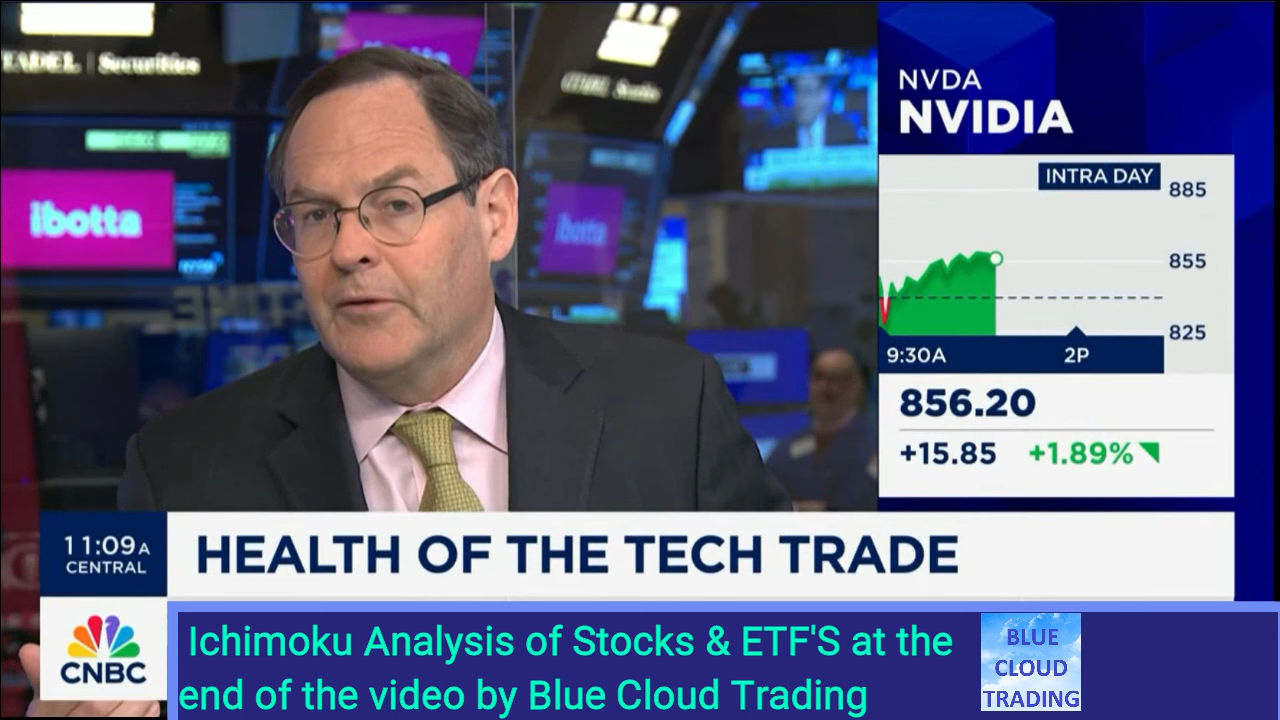 CITADEL | Securities
ibotta
ibotta
NVDA
NVIDIA
INTRA DAY
885
855
825
9:30A
2P
856.20
+15.85
+1.89%
11:09A
CENTRAL
HEALTH OF THE TECH TRADE
CNBC
Ichimoku Analysis of Stocks & ETF'S at the
end of the video by Blue Cloud Trading
BLUE
CLOUD
TRADING